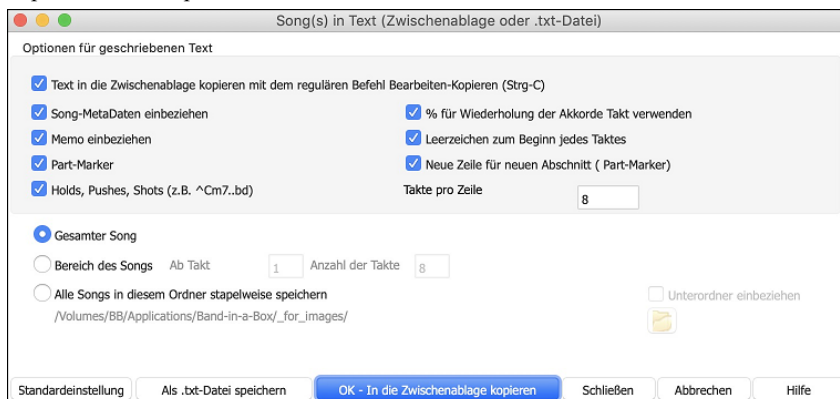 Song(s) in Text (Zwischenablage oder .txt-Datei)
Optionen für geschriebenen Text
Text in die Zwischenablage kopieren mit dem regulären Befehl Bearbeiten-Kopieren (Strg-C)
Song-MetaDaten einbeziehen
% für Wiederholung der Akkorde Takt verwenden
Memo einbeziehen
Leerzeichen zum Beginn jedes Taktes
Part-Marker
Neue Zeile für neuen Abschnitt ( Part-Marker)
Holds, Pushes, Shots (z.B. ^Cm7..bd)
Takte pro Zeile 8
Gesamter Song
Bereich des Songs Ab Takt 1 Anzahl der Takte 8
Alle Songs in diesem Ordner stapelweise speichern
Unterordner einbeziehen
/Volumes/BB/Applications/Band-in-a-Box/_for_images/
Standardeinstellung Als .txt-Datei speichern OK - In die Zwischenablage kopieren Schließen Abbrechen Hilfe